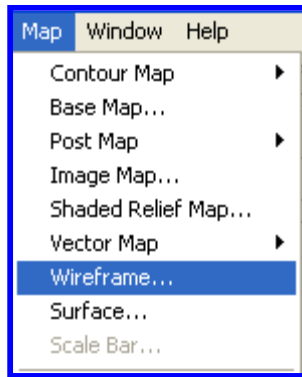 Map Window Help
Contour Map
Base Map...
Post Map
Image Map...
Shaded Relief Map...
Vector Map
Wireframe...
Surface...
Scale Bar...